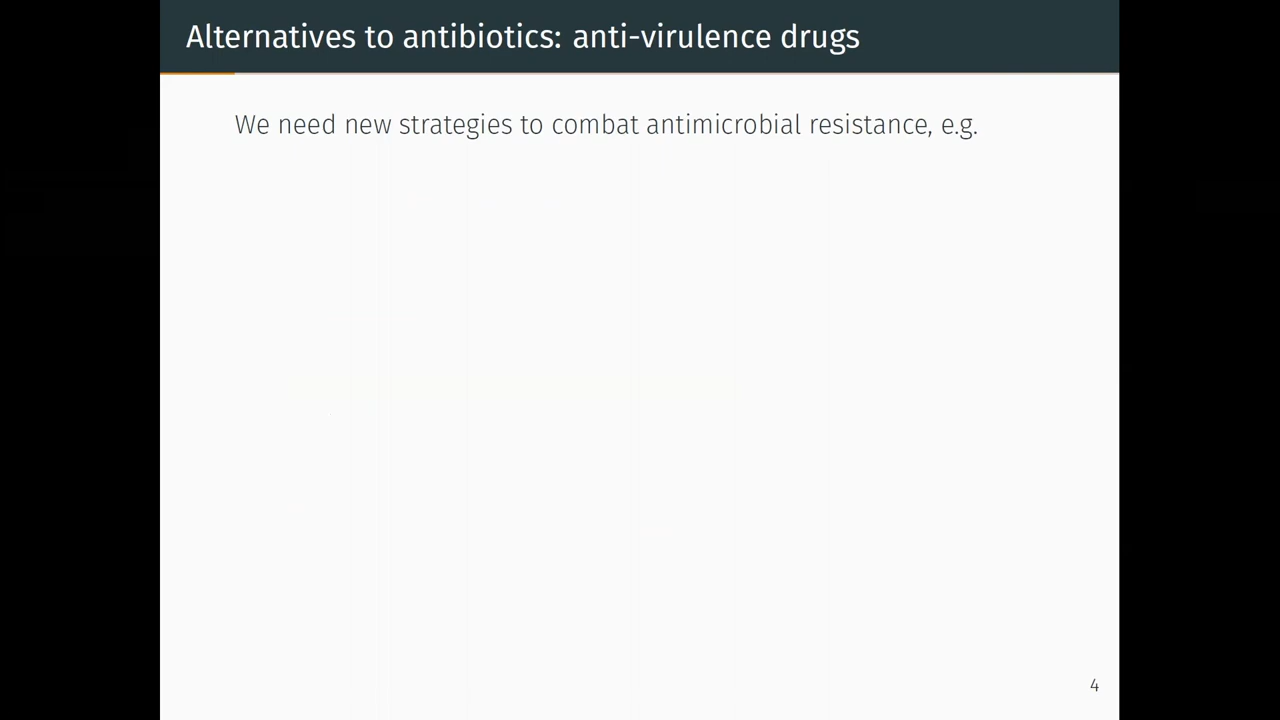 Alternatives to antibiotics: anti-virulence drugs
We need new strategies to combat antimicrobial resistance, e.g.
4